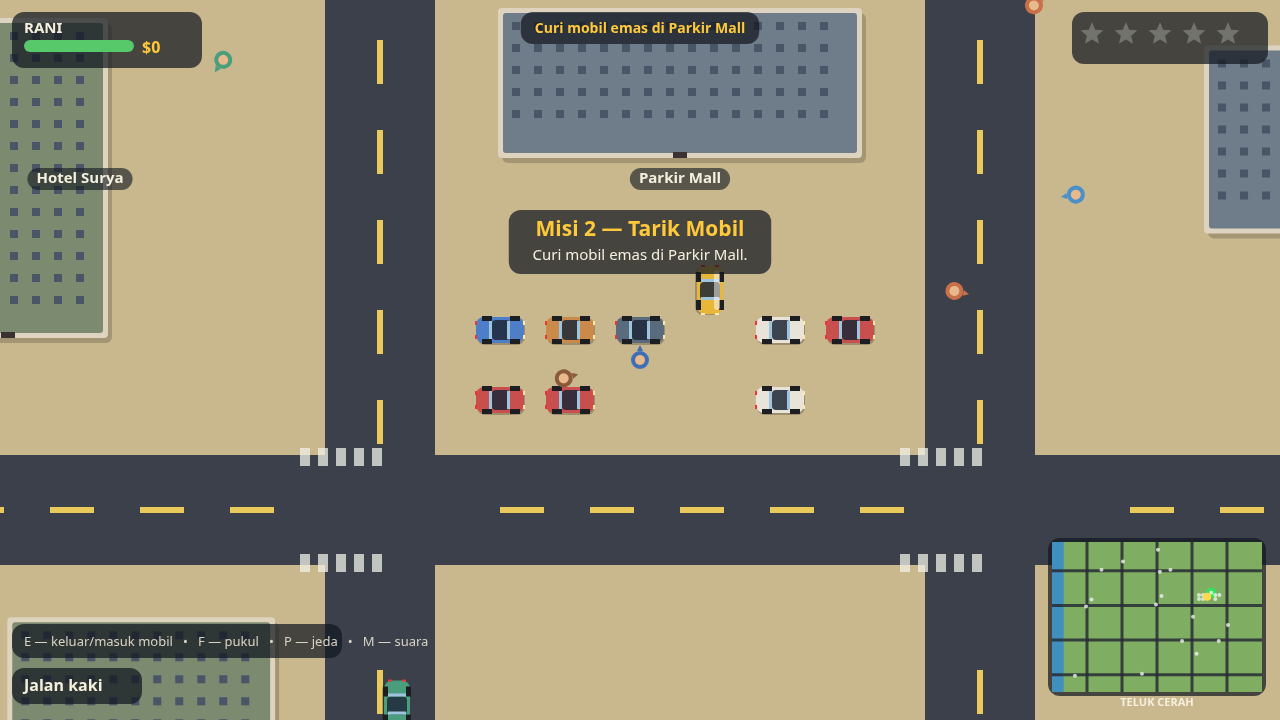 RANI
$0
Curi mobil emas di Parkir Mall
Hotel Surya
Parkir Mall
Misi 2 — Tarik Mobil
Curi mobil emas di Parkir Mall.
E — keluar/masuk mobil • F — pukul • P — jeda • M — suara
Jalan kaki
TELUK CERAH